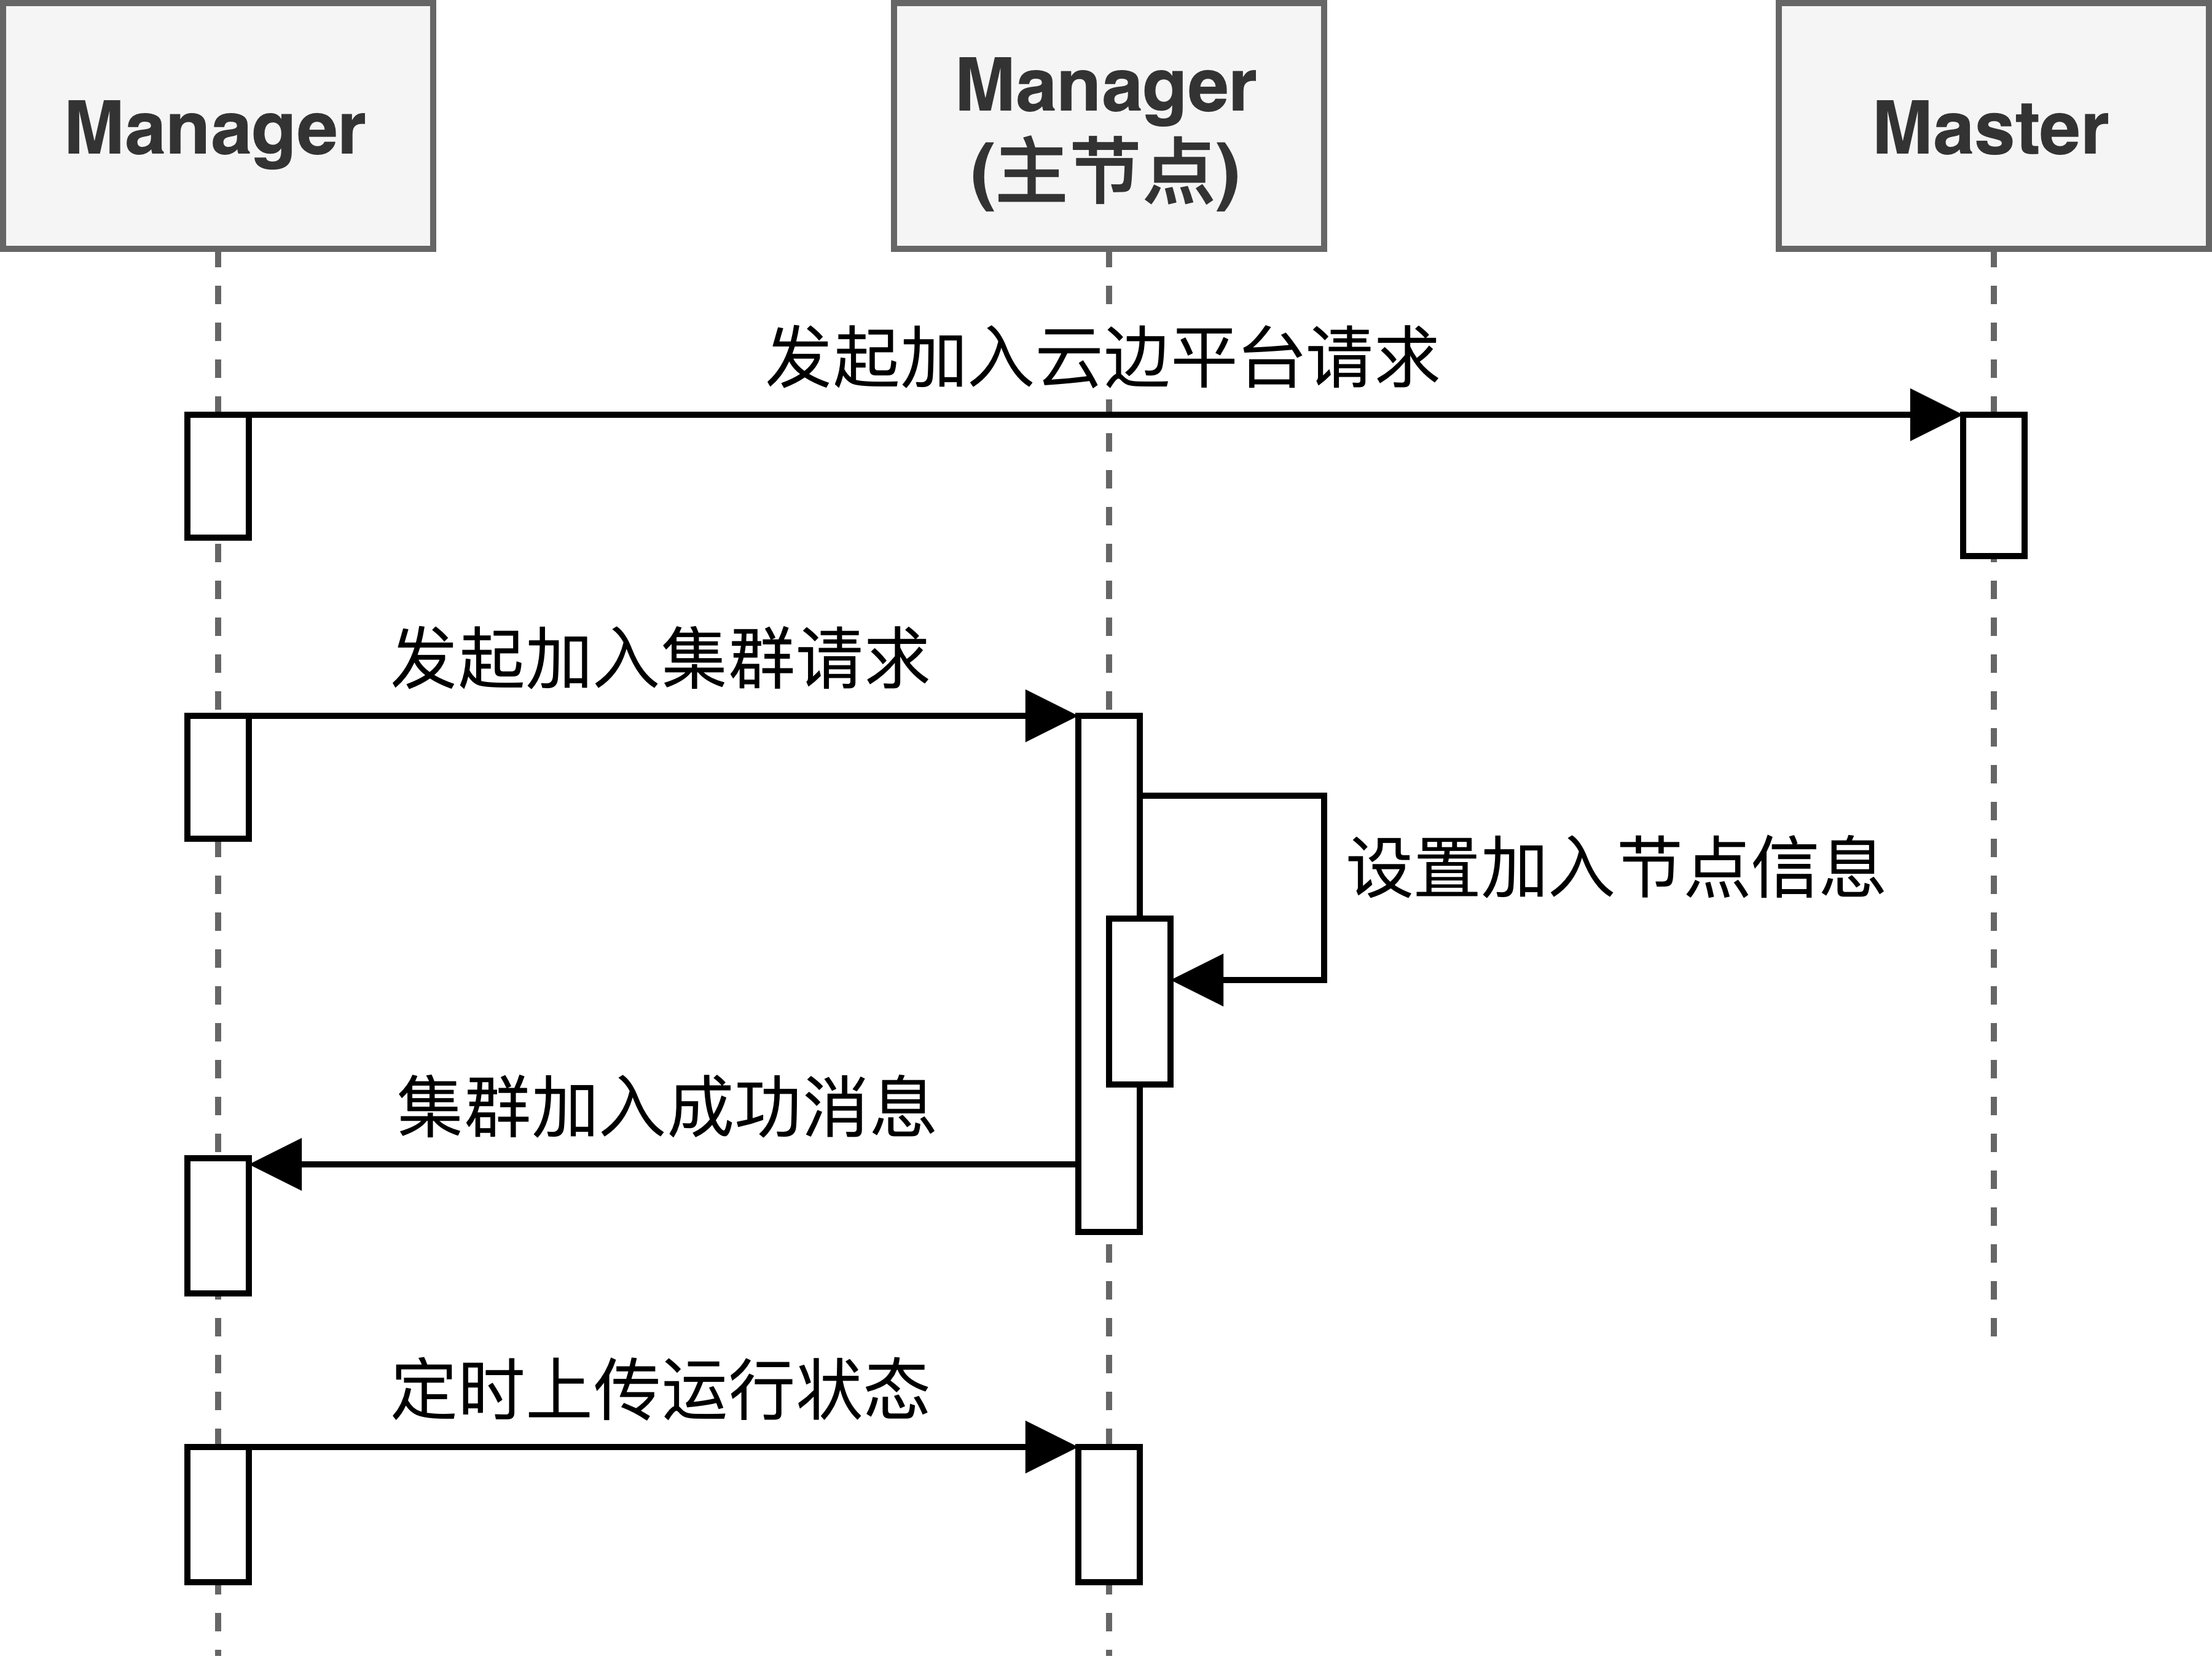 Manager
Manager
(主节点)
Master
发起加入云边平台请求
发起加入集群请求
设置加入节点信息
集群加入成功消息
定时上传运行状态